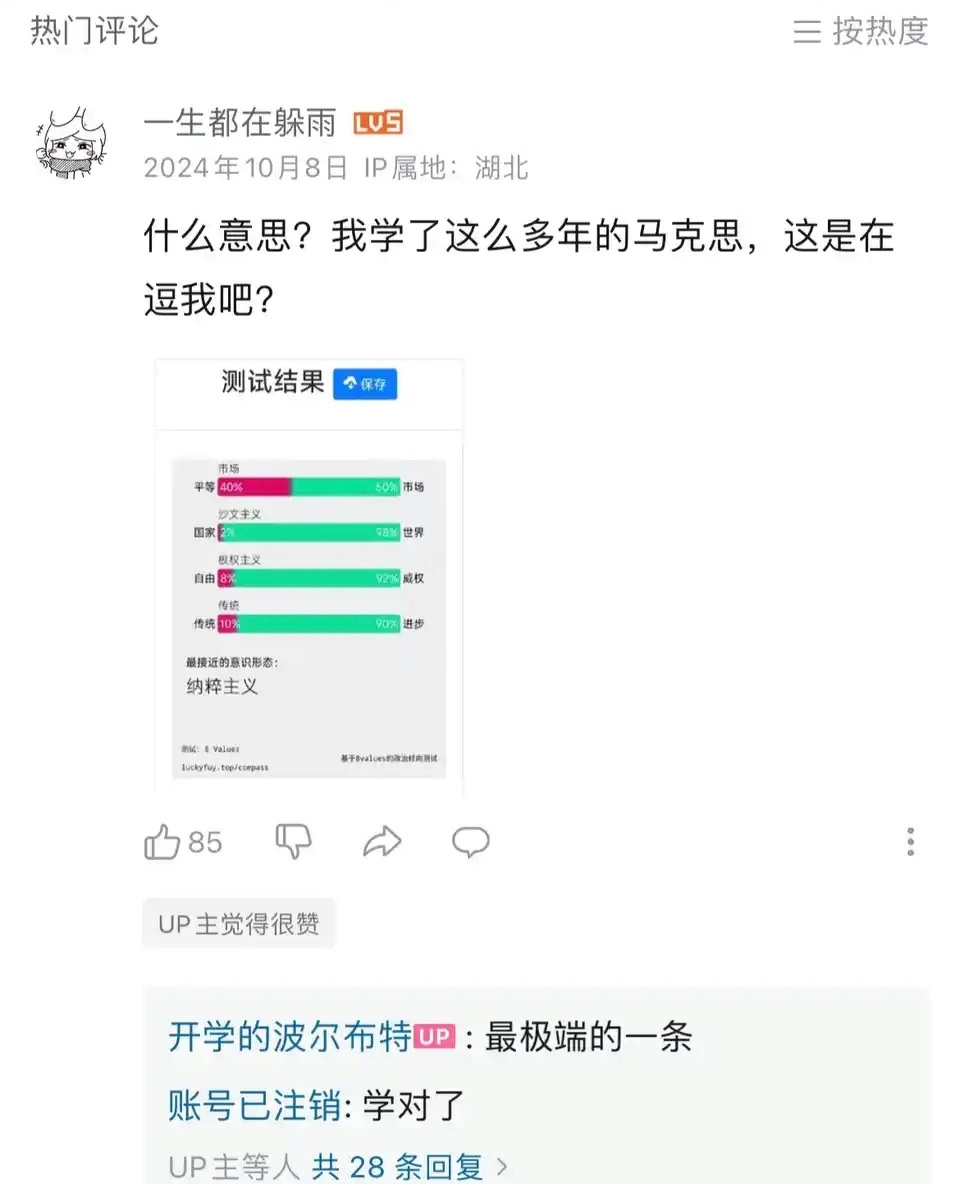 热门评论
按热度
一生都在躲雨 LV5
2024年10月8日 IP属地：湖北
什么意思？我学了这么多年的马克思，这是在
逗我吧？
测试结果 保存
市场
平等 40% 60% 市场
沙文主义
国家 2% 98% 世界
极权主义
自由 8% 92% 威权
传统
传统 10% 90% 进步
最接近的意识形态：
纳粹主义
测试: 8 Values
luckyfuy.top/compass
基于8values的政治倾向测试
85
UP主觉得很赞
开学的波尔布特 UP：最极端的一条
账号已注销: 学对了
UP主等人 共28条回复 >